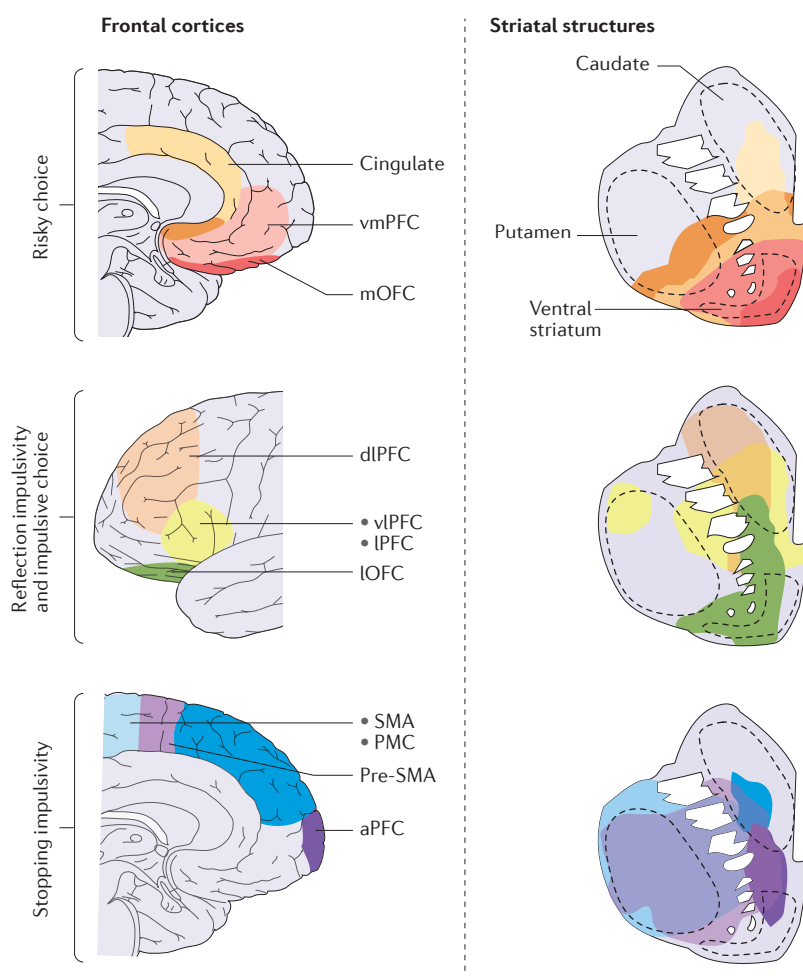 Frontal cortices
Striatal structures
Risky choice
Cingulate
vmPFC
mOFC
Caudate
Putamen
Ventral
striatum
Reflection impulsivity
and impulsive choice
dlPFC
• vlPFC
• lPFC
lOFC
Stopping impulsivity
• SMA
• PMC
Pre-SMA
aPFC